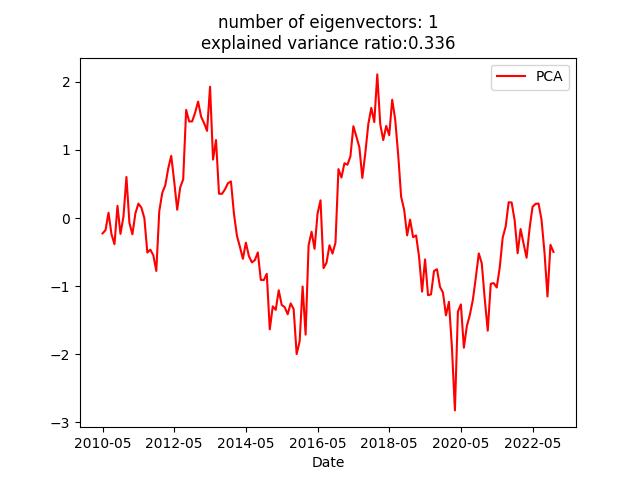 number of eigenvectors: 1
explained variance ratio:0.336
PCA
2
1
0
−1
−2
−3
2010-05 2012-05 2014-05 2016-05 2018-05 2020-05 2022-05
Date